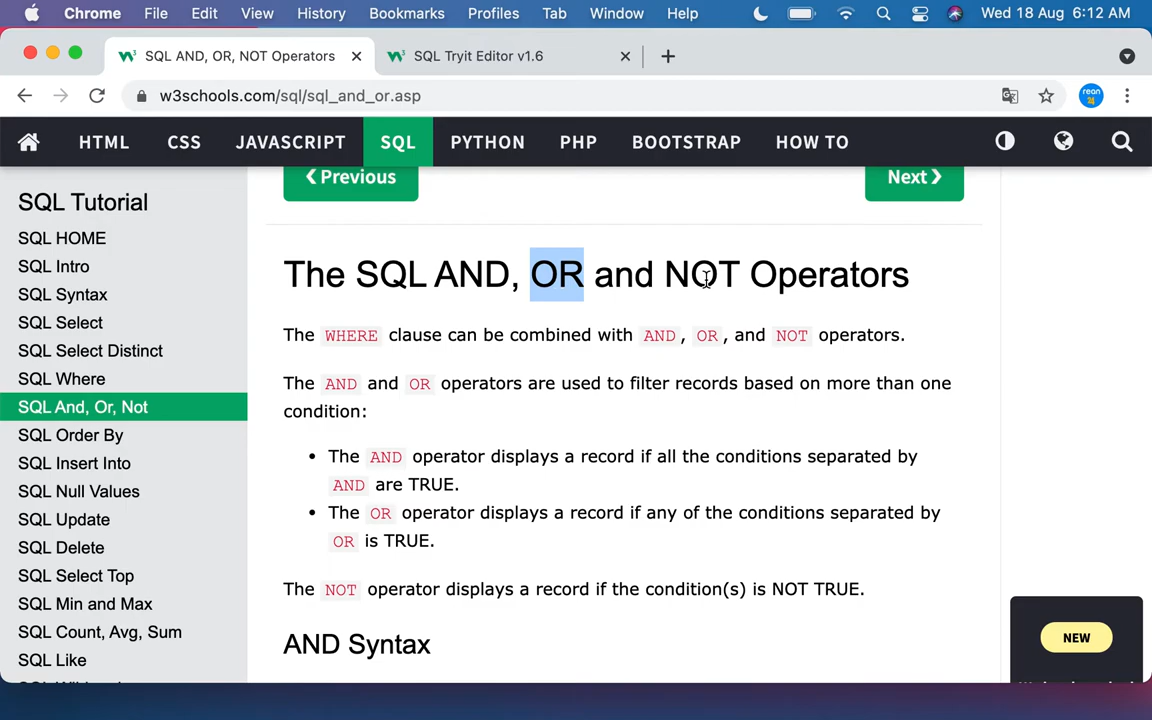 Chrome File Edit View History Bookmarks Profiles Tab Window Help Wed 18 Aug 6:12 AM
SQL AND, OR, NOT Operators SQL Tryit Editor v1.6
w3schools.com/sql/sql_and_or.asp rean
HTML CSS JAVASCRIPT SQL PYTHON PHP BOOTSTRAP HOW TO
SQL Tutorial
SQL HOME
SQL Intro
SQL Syntax
SQL Select
SQL Select Distinct
SQL Where
SQL And, Or, Not
SQL Order By
SQL Insert Into
SQL Null Values
SQL Update
SQL Delete
SQL Select Top
SQL Min and Max
SQL Count, Avg, Sum
SQL Like
❮ Previous Next ❯
The SQL AND, OR and NOT Operators
The WHERE clause can be combined with AND, OR, and NOT operators.
The AND and OR operators are used to filter records based on more than one
condition:
• The AND operator displays a record if all the conditions separated by
AND are TRUE.
• The OR operator displays a record if any of the conditions separated by
OR is TRUE.
The NOT operator displays a record if the condition(s) is NOT TRUE.
AND Syntax
NEW